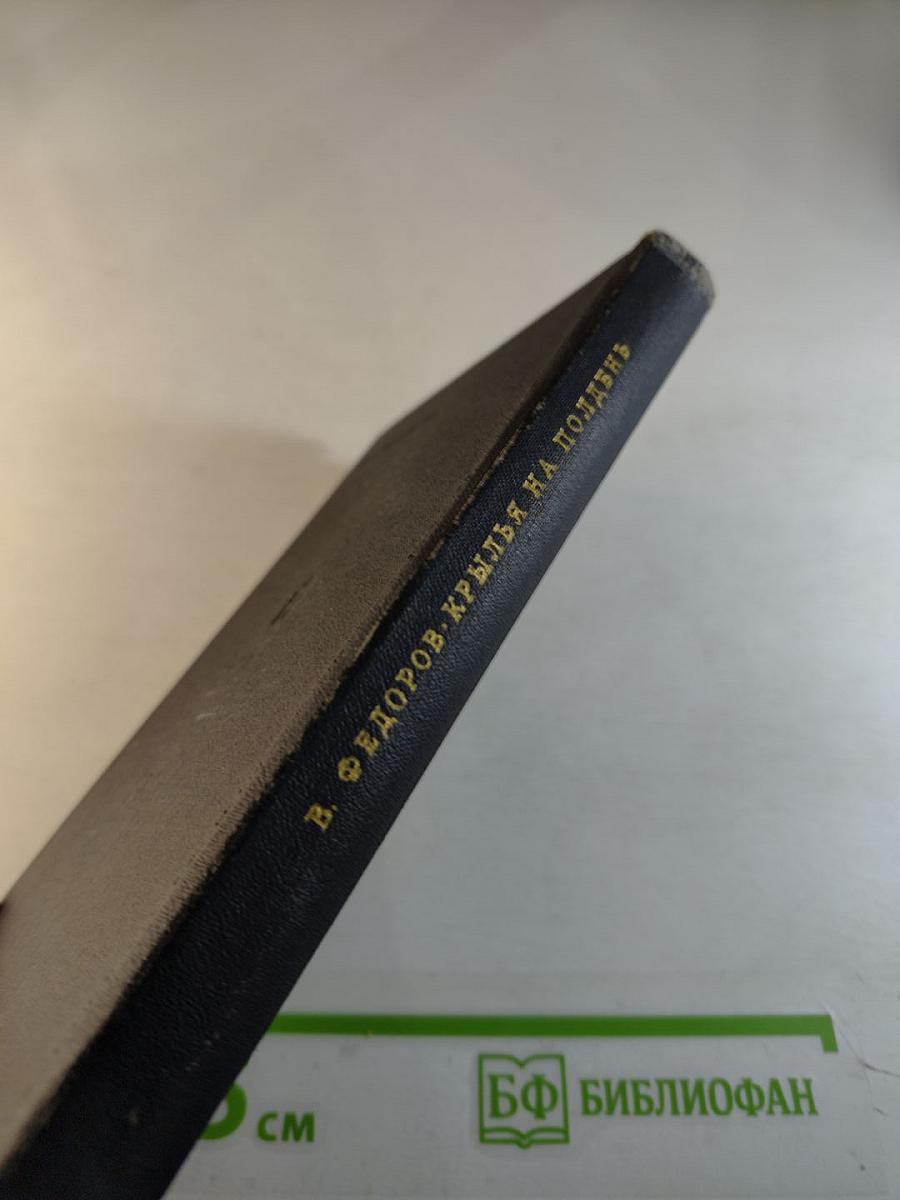 В. ФЕДОРОВ · КРЫЛЬЯ НА ПОЛДЕНЬ
см
БФ БИБЛИОФАН